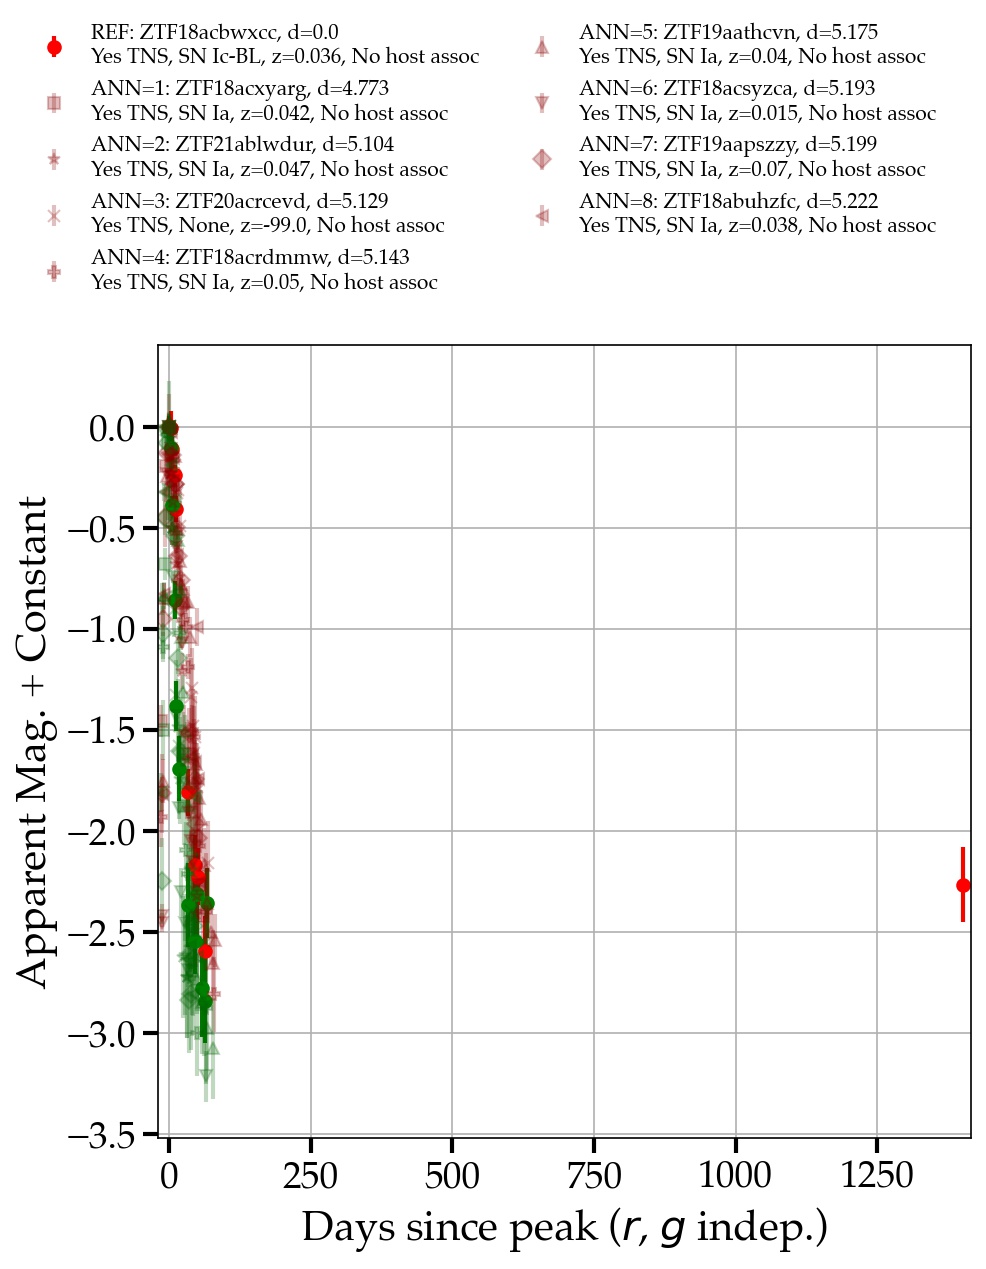 REF: ZTF18acbwxcc, d=0.0
Yes TNS, SN Ic-BL, z=0.036, No host assoc
ANN=1: ZTF18acxyarg, d=4.773
Yes TNS, SN Ia, z=0.042, No host assoc
ANN=2: ZTF21ablwdur, d=5.104
Yes TNS, SN Ia, z=0.047, No host assoc
ANN=3: ZTF20acrcevd, d=5.129
Yes TNS, None, z=-99.0, No host assoc
ANN=4: ZTF18acrdmmw, d=5.143
Yes TNS, SN Ia, z=0.05, No host assoc
ANN=5: ZTF19aathcvn, d=5.175
Yes TNS, SN Ia, z=0.04, No host assoc
ANN=6: ZTF18acsyzca, d=5.193
Yes TNS, SN Ia, z=0.015, No host assoc
ANN=7: ZTF19aapszzy, d=5.199
Yes TNS, SN Ia, z=0.07, No host assoc
ANN=8: ZTF18abuhzfc, d=5.222
Yes TNS, SN Ia, z=0.038, No host assoc
Apparent Mag. + Constant
0.0
−0.5
−1.0
−1.5
−2.0
−2.5
−3.0
−3.5
0 250 500 750 1000 1250
Days since peak (r, g indep.)